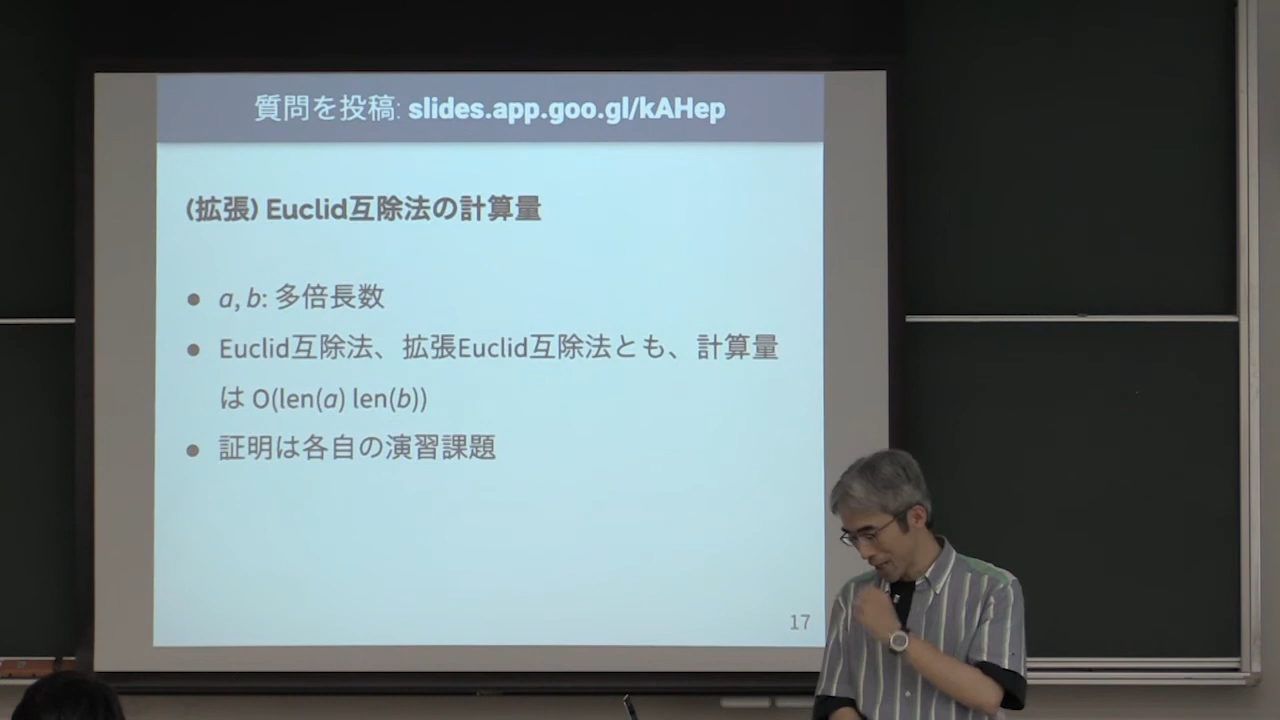 質問を投稿: slides.app.goo.gl/kAHep
(拡張) Euclid互除法の計算量
● a, b: 多倍長数
● Euclid互除法、拡張Euclid互除法とも、計算量
は O(len(a) len(b))
● 証明は各自の演習課題
17